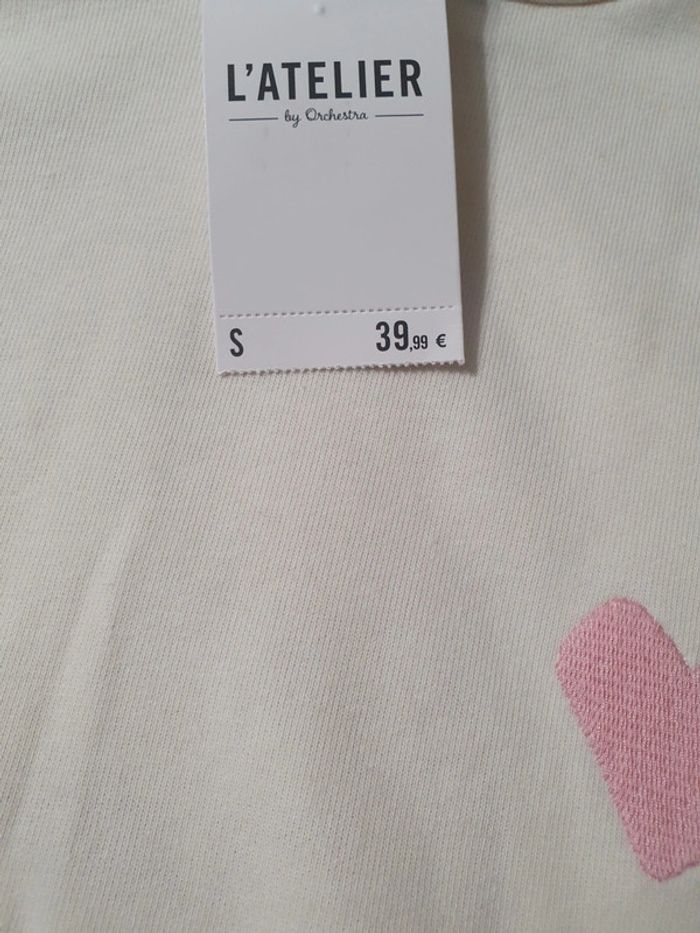 L'ATELIER
by Orchestra
S 39,99 €